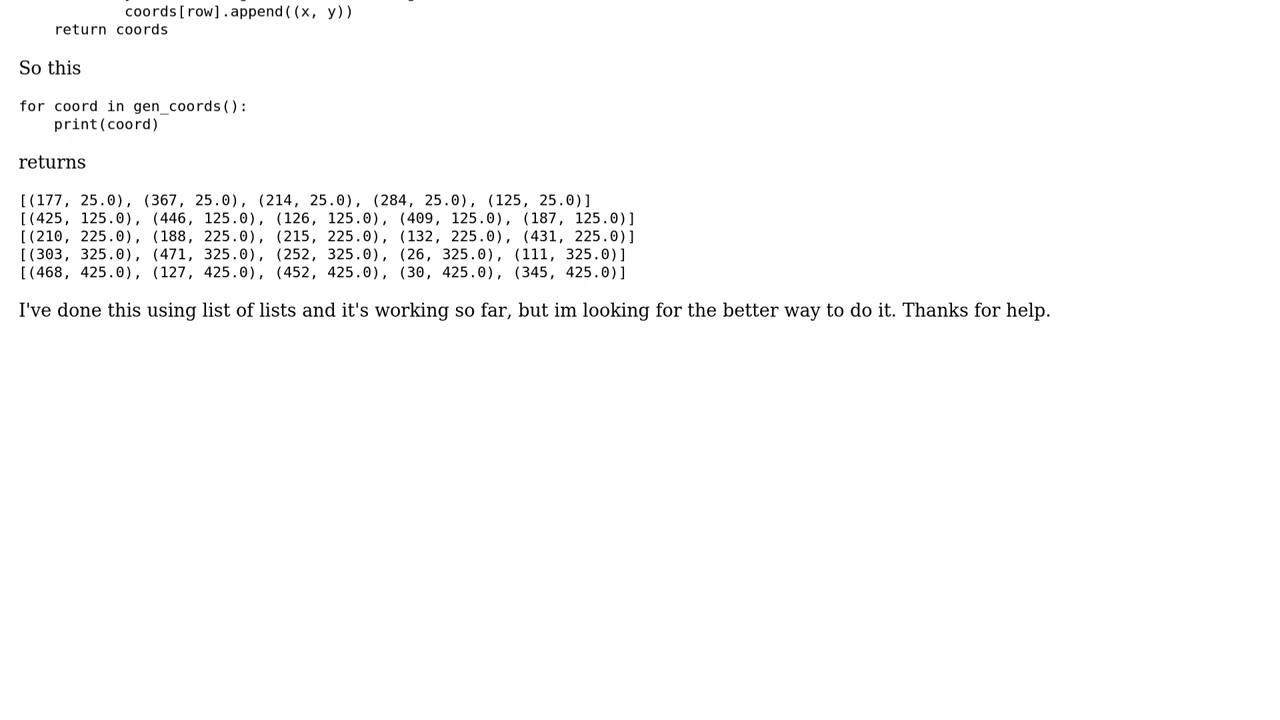 coords[row].append((x, y))
return coords
So this
for coord in gen_coords():
print(coord)
returns
[(177, 25.0), (367, 25.0), (214, 25.0), (284, 25.0), (125, 25.0)]
[(425, 125.0), (446, 125.0), (126, 125.0), (409, 125.0), (187, 125.0)]
[(210, 225.0), (188, 225.0), (215, 225.0), (132, 225.0), (431, 225.0)]
[(303, 325.0), (471, 325.0), (252, 325.0), (26, 325.0), (111, 325.0)]
[(468, 425.0), (127, 425.0), (452, 425.0), (30, 425.0), (345, 425.0)]
I've done this using list of lists and it's working so far, but im looking for the better way to do it. Thanks for help.